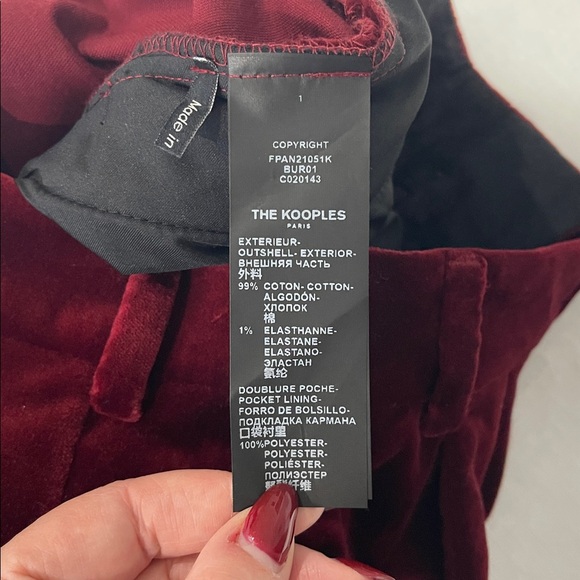 Made in
1
COPYRIGHT
FPAN21051K
BUR01
C020143
THE KOOPLES
PARIS
EXTERIEUR-
OUTSHELL- EXTERIOR-
ВНЕШНЯЯ ЧАСТЬ
外料
99% COTON- COTTON-
ALGODÓN-
ХЛОПОК
棉
1% ELASTHANNE-
ELASTANE-
ELASTANO-
ЭЛАСТАН
氨纶
DOUBLURE POCHE-
POCKET LINING-
FORRO DE BOLSILLO-
ПОДКЛАДКА КАРМАНА
口袋衬里
100% POLYESTER-
POLYESTER-
POLIÉSTER-
ПОЛИЭСТЕР